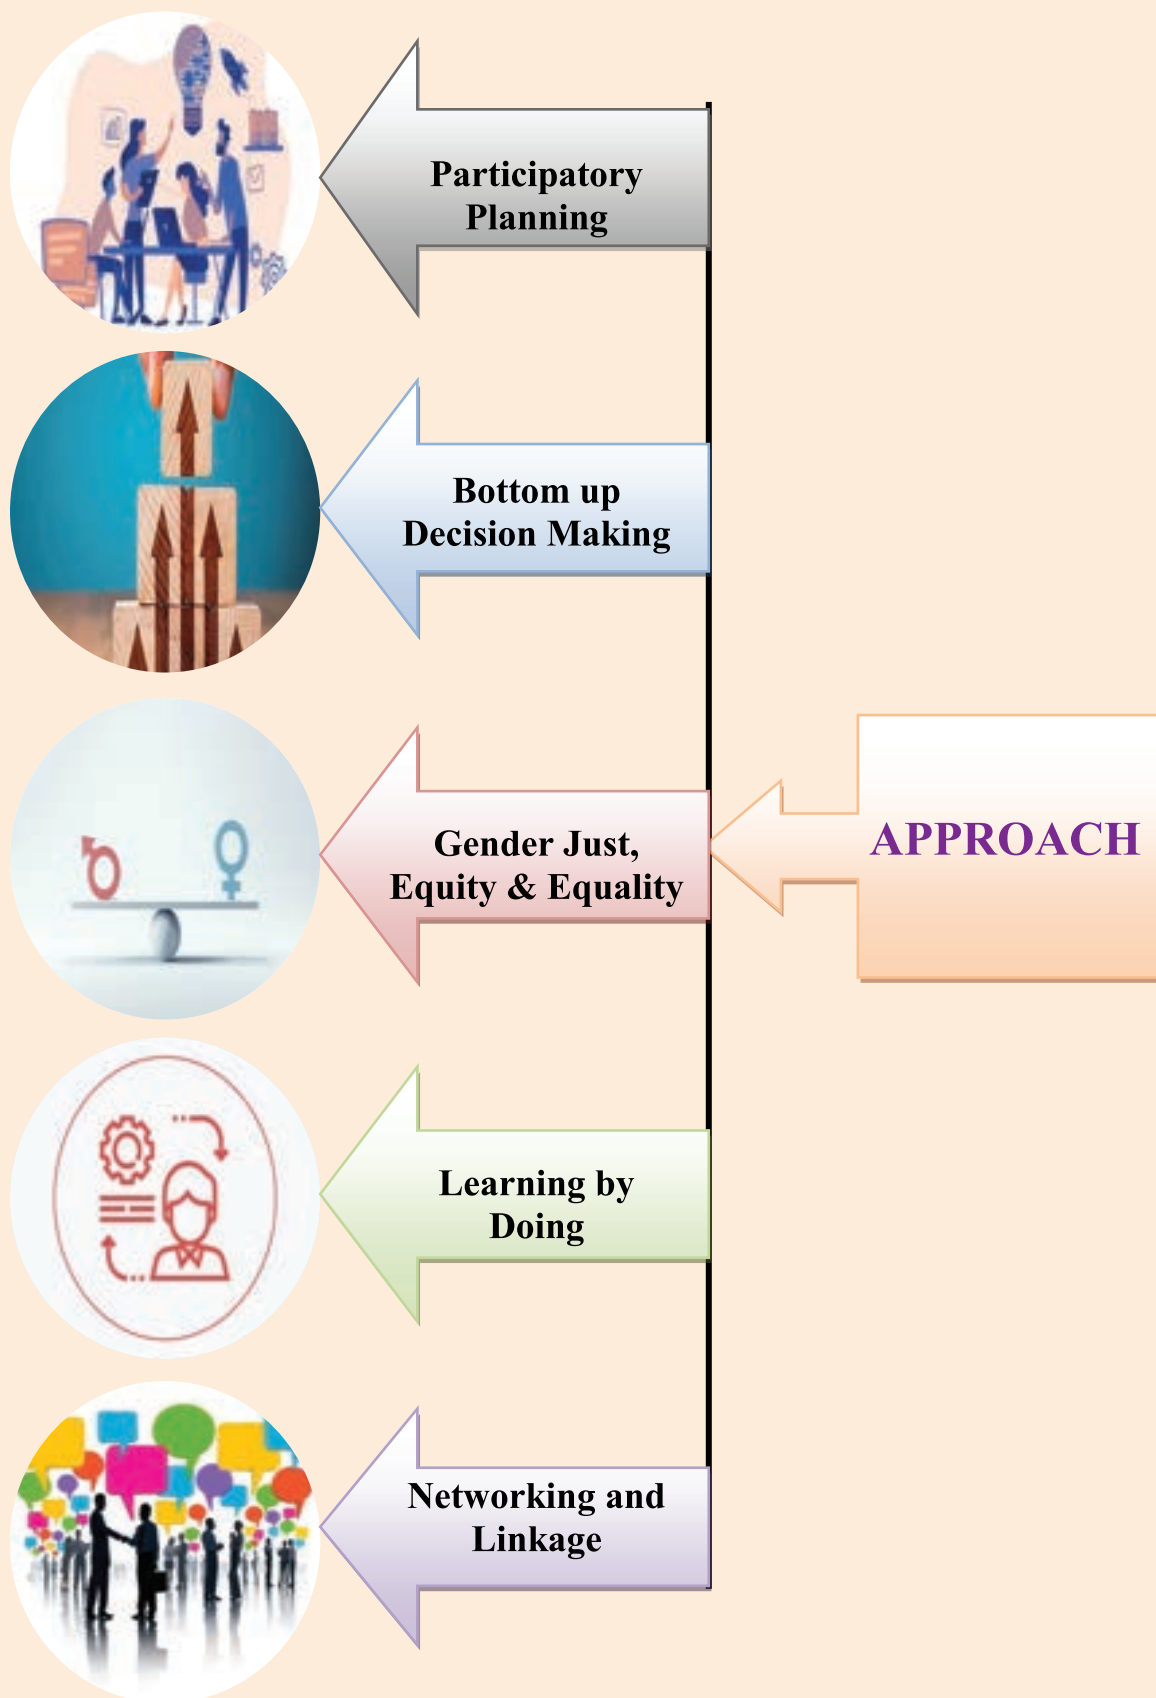 Participatory
Planning
Bottom up
Decision Making
Gender Just,
Equity & Equality
APPROACH
Learning by
Doing
Networking and
Linkage